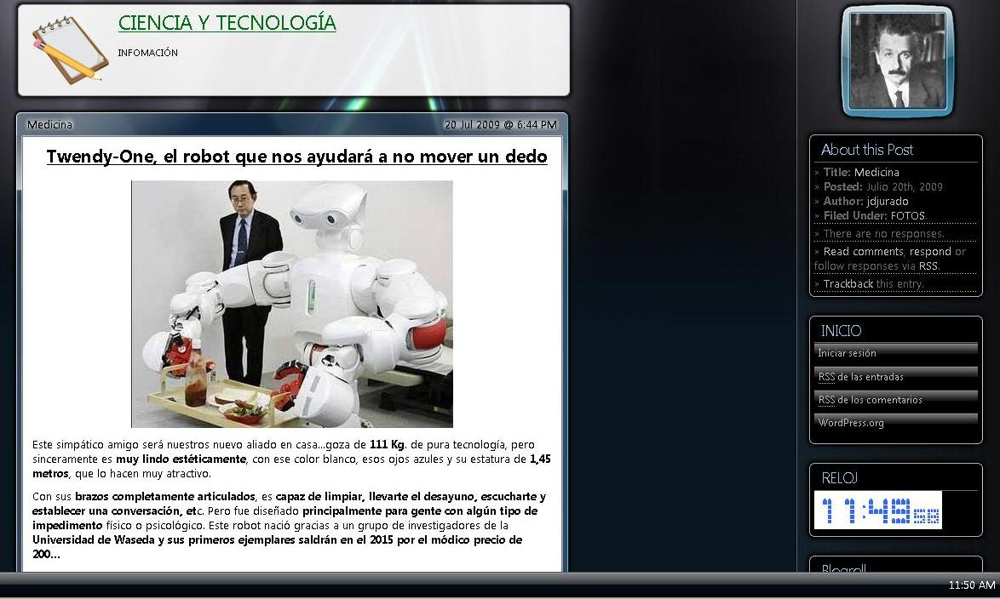 CIENCIA Y TECNOLOGÍA
INFOMACIÓN
Medicina
20 Jul 2009 @ 6:44 PM
Twendy-One, el robot que nos ayudará a no mover un dedo
Este simpático amigo será nuestros nuevo aliado en casa...goza de 111 Kg. de pura tecnología, pero
sinceramente es muy lindo estéticamente, con ese color blanco, esos ojos azules y su estatura de 1,45
metros, que lo hacen muy atractivo.
Con sus brazos completamente articulados, es capaz de limpiar, llevarte el desayuno, escucharte y
establecer una conversación, etc. Pero fue diseñado principalmente para gente con algún tipo de
impedimento físico o psicológico. Este robot nació gracias a un grupo de investigadores de la
Universidad de Waseda y sus primeros ejemplares saldrán en el 2015 por el módico precio de
200...
About this Post
» Title: Medicina
» Posted: Julio 20th, 2009
» Author: jdjurado
» Filed Under: FOTOS.
» There are no responses.
» Read comments, respond or
follow responses via RSS.
» Trackback this entry.
INICIO
Iniciar sesión
RSS de las entradas
RSS de los comentarios
WordPress.org
RELOJ
11:49
Blogroll
11:50 AM